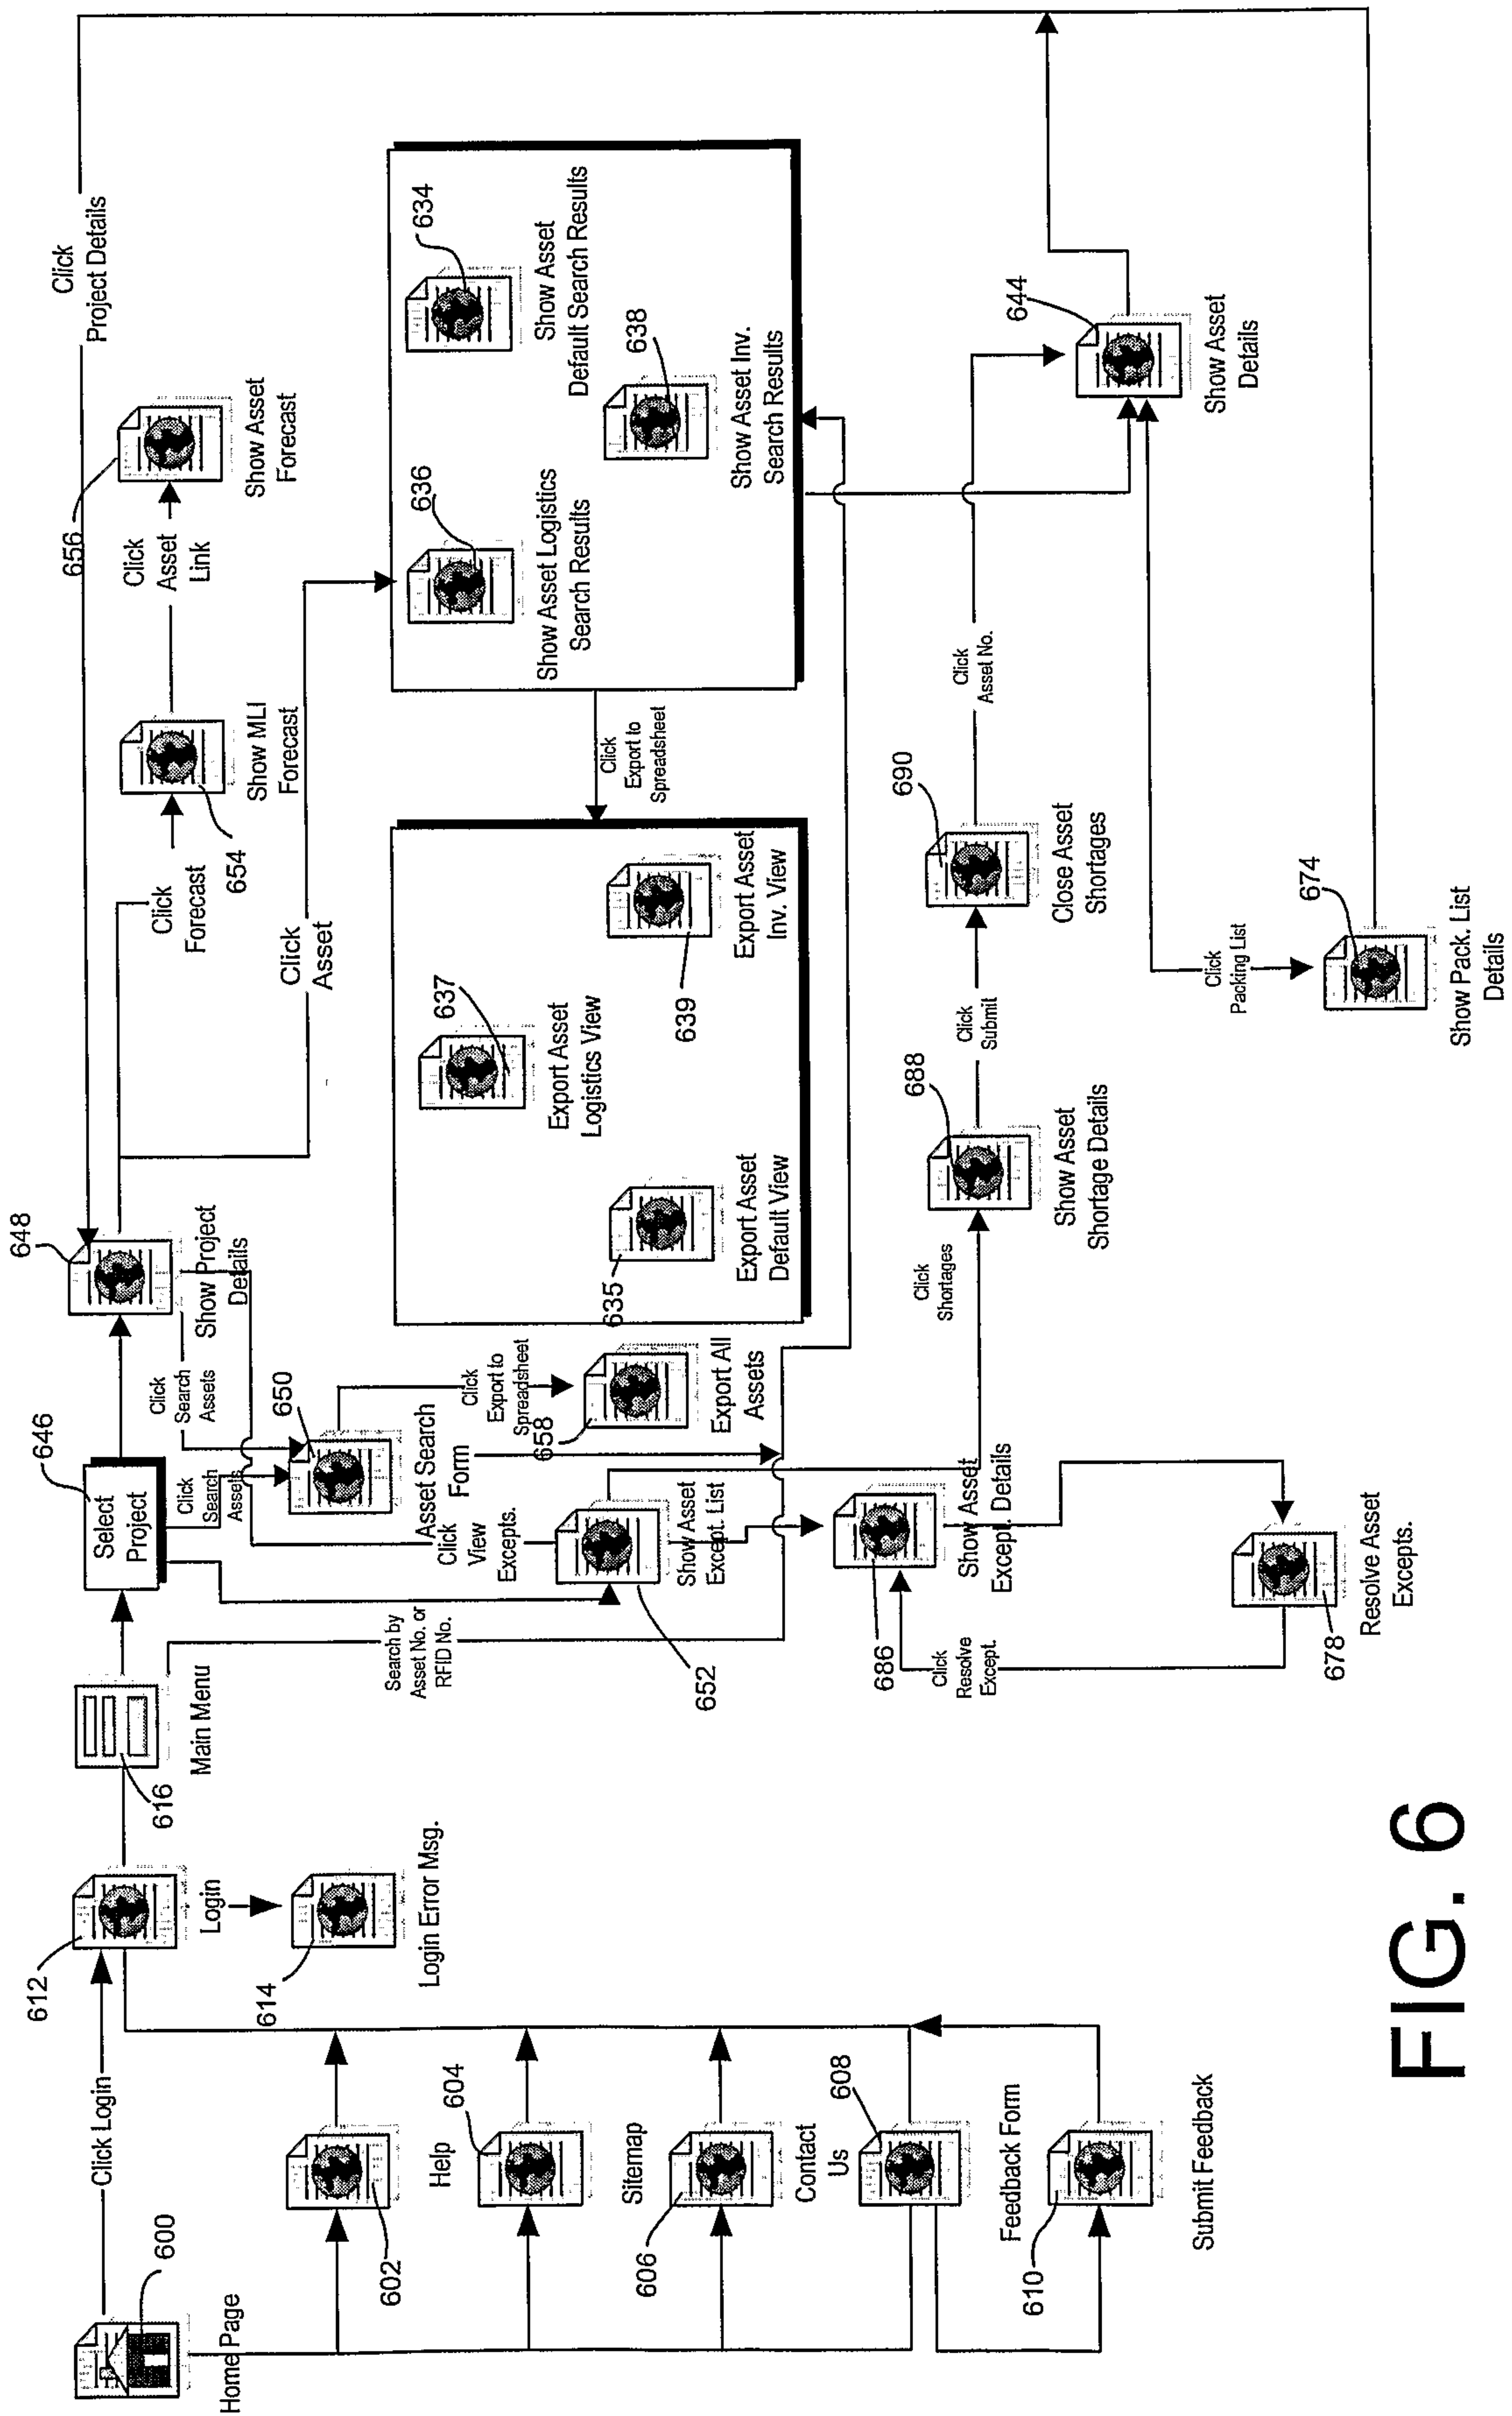 600
Home Page
Click Login
602
Help
604
Sitemap
606
Contact
Us
608
Feedback Form
610
Submit Feedback
612
Login
614
Login Error Msg.
616
Main Menu
646
Select
Project
Search by
Asset No. or
RFID No.
Click
Search
Assets
Click
Search
Assets
648
Show Project
Details
650
Asset Search
Form
Click
View
Excepts.
Click
Export to
Spreadsheet
658
Export All
Assets
652
Show Asset
Except. List
686
Show Asset
Except. Details
Click
Resolve
Except.
678
Resolve Asset
Excepts.
Click
Shortages
688
Show Asset
Shortage Details
Click
Submit
690
Close Asset
Shortages
Click
Asset No.
635
Export Asset
Default View
637
Export Asset
Logistics View
639
Export Asset
Inv. View
Click
Export to
Spreadsheet
Click
Asset
Click
Forecast
654
Show MLI
Forecast
Click
Asset
Link
656
Show Asset
Forecast
Click
Project Details
636
Show Asset Logistics
Search Results
634
Show Asset
Default Search Results
638
Show Asset Inv.
Search Results
644
Show Asset
Details
Click
Packing List
674
Show Pack. List
Details
FIG. 6